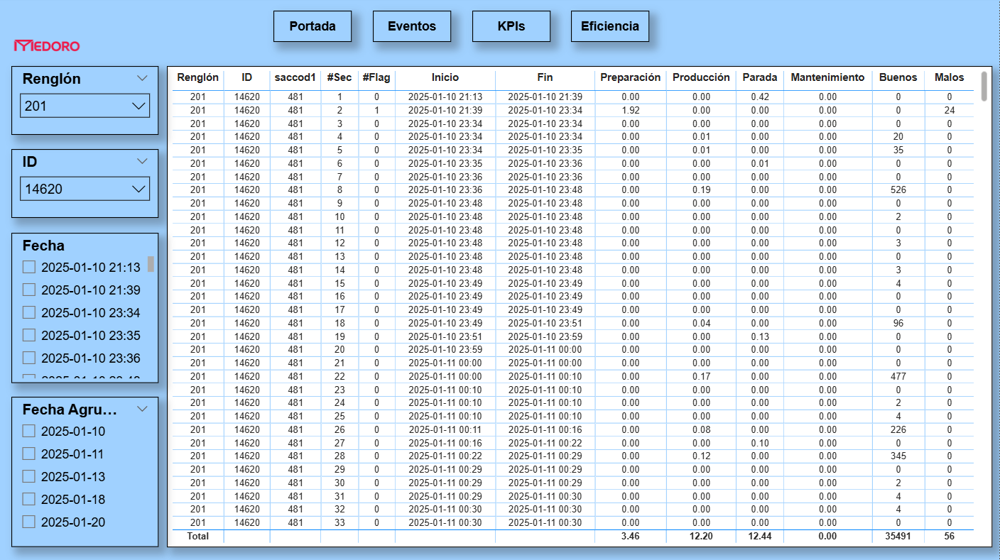 Portada Eventos KPIs Eficiencia
MEDORO
Renglón
201
ID
14620
Fecha
2025-01-10 21:13
2025-01-10 21:39
2025-01-10 23:34
2025-01-10 23:35
2025-01-10 23:36
Fecha Agru...
2025-01-10
2025-01-11
2025-01-13
2025-01-18
2025-01-20
Renglón ID saccod1 #Sec #Flag Inicio Fin Preparación Producción Parada Mantenimiento Buenos Malos
201 14620 481 1 0 2025-01-10 21:13 2025-01-10 21:39 0.00 0.00 0.42 0.00 0 0
201 14620 481 2 1 2025-01-10 21:39 2025-01-10 23:34 1.92 0.00 0.00 0.00 0 24
201 14620 481 3 0 2025-01-10 23:34 2025-01-10 23:34 0.00 0.00 0.00 0.00 0 0
201 14620 481 4 0 2025-01-10 23:34 2025-01-10 23:34 0.00 0.01 0.00 0.00 20 0
201 14620 481 5 0 2025-01-10 23:34 2025-01-10 23:35 0.00 0.01 0.00 0.00 35 0
201 14620 481 6 0 2025-01-10 23:35 2025-01-10 23:36 0.00 0.00 0.01 0.00 0 0
201 14620 481 7 0 2025-01-10 23:36 2025-01-10 23:36 0.00 0.00 0.00 0.00 0 0
201 14620 481 8 0 2025-01-10 23:36 2025-01-10 23:48 0.00 0.19 0.00 0.00 526 0
201 14620 481 9 0 2025-01-10 23:48 2025-01-10 23:48 0.00 0.00 0.00 0.00 0 0
201 14620 481 10 0 2025-01-10 23:48 2025-01-10 23:48 0.00 0.00 0.00 0.00 2 0
201 14620 481 11 0 2025-01-10 23:48 2025-01-10 23:48 0.00 0.00 0.00 0.00 0 0
201 14620 481 12 0 2025-01-10 23:48 2025-01-10 23:48 0.00 0.00 0.00 0.00 3 0
201 14620 481 13 0 2025-01-10 23:48 2025-01-10 23:48 0.00 0.00 0.00 0.00 0 0
201 14620 481 14 0 2025-01-10 23:48 2025-01-10 23:48 0.00 0.00 0.00 0.00 3 0
201 14620 481 15 0 2025-01-10 23:49 2025-01-10 23:49 0.00 0.00 0.00 0.00 4 0
201 14620 481 16 0 2025-01-10 23:49 2025-01-10 23:49 0.00 0.00 0.00 0.00 0 0
201 14620 481 17 0 2025-01-10 23:49 2025-01-10 23:49 0.00 0.00 0.00 0.00 0 0
201 14620 481 18 0 2025-01-10 23:49 2025-01-10 23:51 0.00 0.04 0.00 0.00 96 0
201 14620 481 19 0 2025-01-10 23:51 2025-01-10 23:59 0.00 0.00 0.13 0.00 0 0
201 14620 481 20 0 2025-01-10 23:59 2025-01-11 00:00 0.00 0.00 0.00 0.00 0 0
201 14620 481 21 0 2025-01-11 00:00 2025-01-11 00:00 0.00 0.00 0.00 0.00 0 0
201 14620 481 22 0 2025-01-11 00:00 2025-01-11 00:10 0.00 0.17 0.00 0.00 477 0
201 14620 481 23 0 2025-01-11 00:10 2025-01-11 00:10 0.00 0.00 0.00 0.00 0 0
201 14620 481 24 0 2025-01-11 00:10 2025-01-11 00:10 0.00 0.00 0.00 0.00 2 0
201 14620 481 25 0 2025-01-11 00:10 2025-01-11 00:10 0.00 0.00 0.00 0.00 4 0
201 14620 481 26 0 2025-01-11 00:11 2025-01-11 00:16 0.00 0.08 0.00 0.00 226 0
201 14620 481 27 0 2025-01-11 00:16 2025-01-11 00:22 0.00 0.00 0.10 0.00 0 0
201 14620 481 28 0 2025-01-11 00:22 2025-01-11 00:29 0.00 0.12 0.00 0.00 345 0
201 14620 481 29 0 2025-01-11 00:29 2025-01-11 00:29 0.00 0.00 0.00 0.00 0 0
201 14620 481 30 0 2025-01-11 00:29 2025-01-11 00:29 0.00 0.00 0.00 0.00 2 0
201 14620 481 31 0 2025-01-11 00:29 2025-01-11 00:30 0.00 0.00 0.00 0.00 4 0
201 14620 481 32 0 2025-01-11 00:30 2025-01-11 00:30 0.00 0.00 0.00 0.00 4 0
201 14620 481 33 0 2025-01-11 00:30 2025-01-11 00:30 0.00 0.00 0.00 0.00 0 0
Total 3.46 12.20 12.44 0.00 35491 56